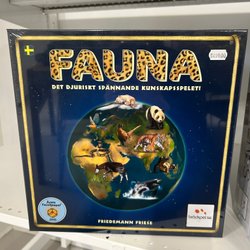 FAUNA
DET DJURISKT SPÄNNANDE KUNSKAPSSPELET!
FRIEDEMANN FRIESE